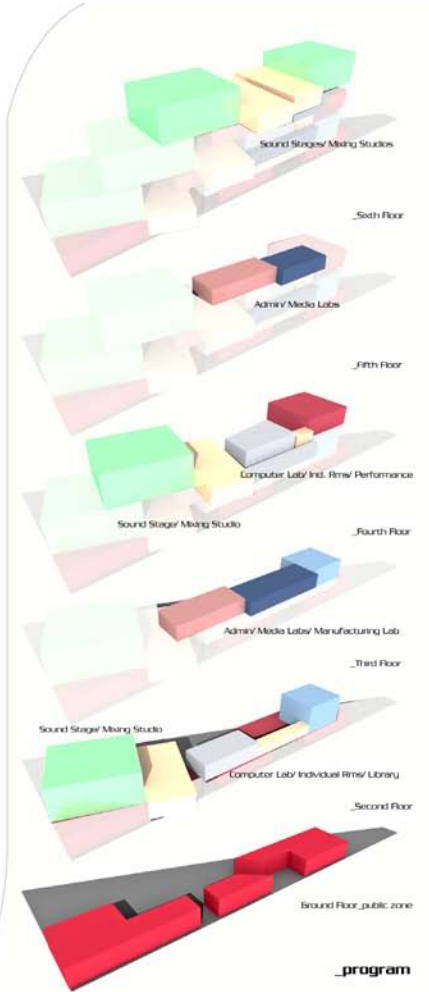 Sound Stages/ Mixing Studios
_Sixth Floor
Admin/ Media Labs
_Fifth Floor
Computer Lab/ Ind. Rms/ Performance
Sound Stage/ Mixing Studio
_Fourth Floor
Admin/ Media Labs/ Manufacturing Lab
_Third Floor
Sound Stage/ Mixing Studio
Computer Lab/ Individual Rms/ Library
_Second Floor
Ground Floor_public zone
_program